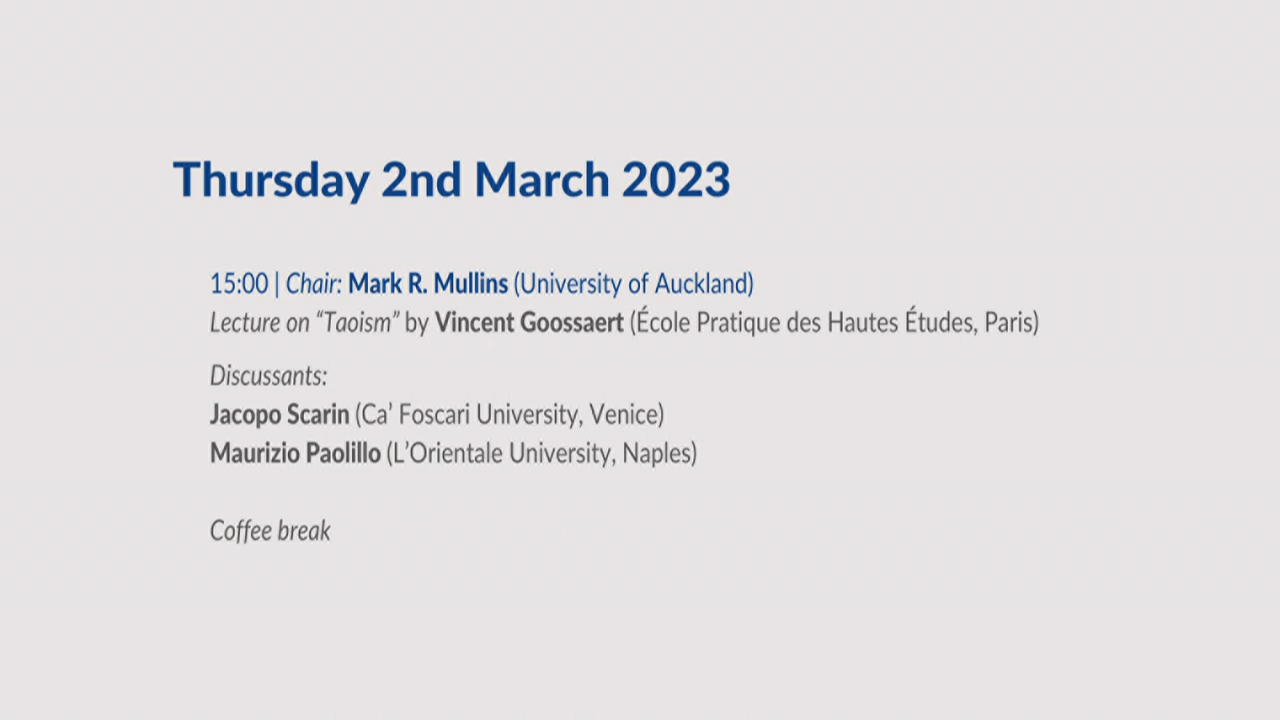 Thursday 2nd March 2023
15:00 | Chair: Mark R. Mullins (University of Auckland)
Lecture on “Taoism” by Vincent Goossaert (École Pratique des Hautes Études, Paris)
Discussants:
Jacopo Scarin (Ca’ Foscari University, Venice)
Maurizio Paolillo (L’Orientale University, Naples)
Coffee break